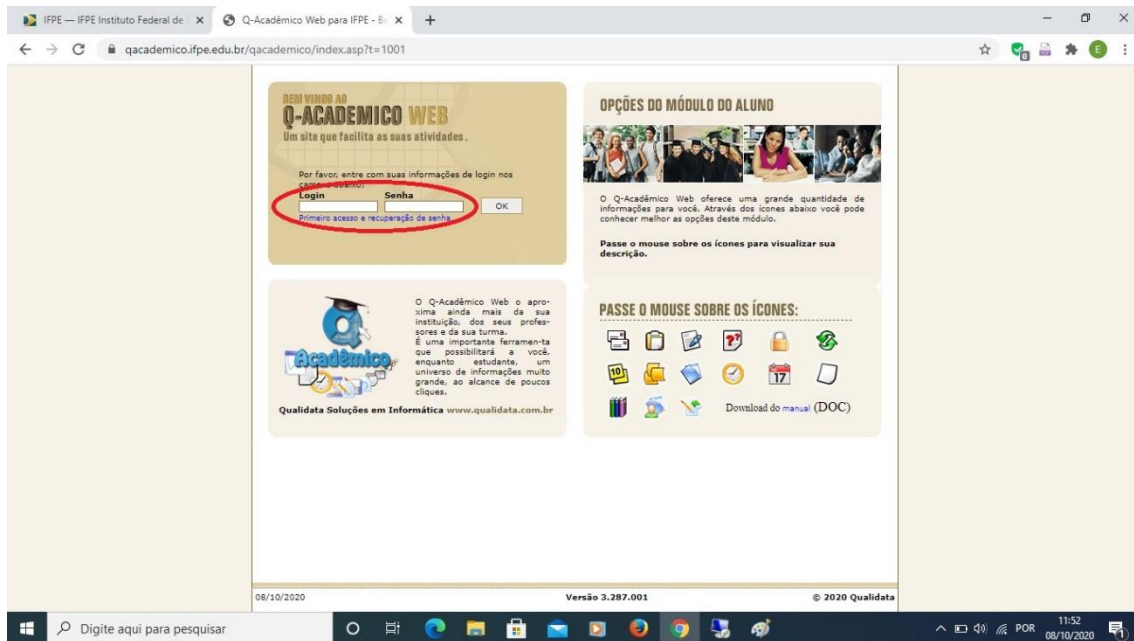 IFPE — IFPE Instituto Federal de
Q-Acadêmico Web para IFPE - Be
qacademico.ifpe.edu.br/qacademico/index.asp?t=1001
BEM VINDO AO
Q-ACADEMICO WEB
Um site que facilita as suas atividades.
Por favor, entre com suas informações de login nos
Login Senha
OK
Primeiro acesso e recuperação de senha
OPÇÕES DO MÓDULO DO ALUNO
O Q-Acadêmico Web oferece uma grande quantidade de
informações para você. Através dos ícones abaixo você pode
conhecer melhor as opções deste módulo.
Passe o mouse sobre os ícones para visualizar sua
descrição.
Q
Acadêmico
O Q-Acadêmico Web o apro-
xima ainda mais da sua
instituição, dos seus profes-
sores e da sua turma.
É uma importante ferramen-ta
que possibilitará a você,
enquanto estudante, um
universo de informações muito
grande, ao alcance de poucos
cliques.
Qualidata Soluções em Informática www.qualidata.com.br
PASSE O MOUSE SOBRE OS ÍCONES:
??
10
17
Download do manual (DOC)
08/10/2020 Versão 3.287.001 © 2020 Qualidata
Digite aqui para pesquisar
POR
11:52
08/10/2020